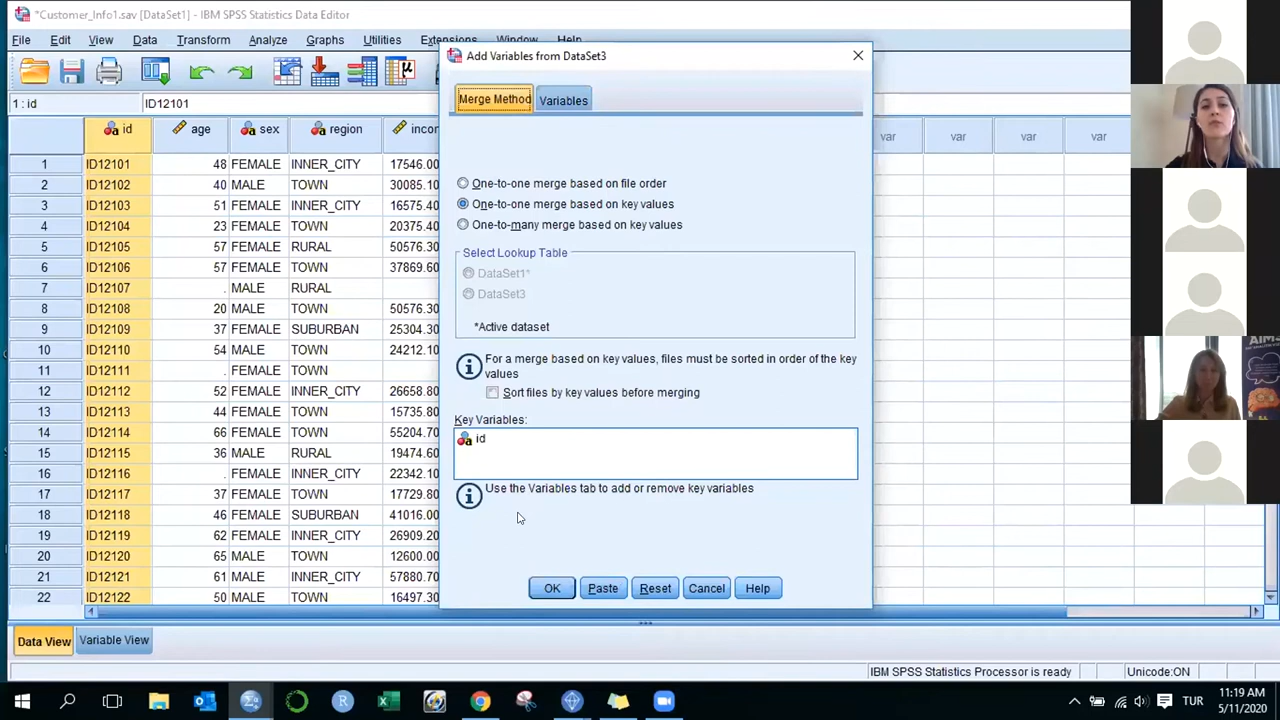 *Customer_Info1.sav [DataSet1] - IBM SPSS Statistics Data Editor
File Edit View Data Transform Analyze Graphs Utilities Extensions Window Help
1 : id ID12101
id age sex region incon var var var var
1 ID12101 48 FEMALE INNER_CITY 17546.00
2 ID12102 40 MALE TOWN 30085.10
3 ID12103 51 FEMALE INNER_CITY 16575.40
4 ID12104 23 FEMALE TOWN 20375.40
5 ID12105 57 FEMALE RURAL 50576.30
6 ID12106 57 FEMALE TOWN 37869.60
7 ID12107 . MALE RURAL
8 ID12108 20 MALE TOWN 50576.30
9 ID12109 37 FEMALE SUBURBAN 25304.30
10 ID12110 54 MALE TOWN 24212.10
11 ID12111 . FEMALE TOWN
12 ID12112 52 FEMALE INNER_CITY 26658.80
13 ID12113 44 FEMALE TOWN 15735.80
14 ID12114 66 FEMALE TOWN 55204.70
15 ID12115 36 MALE RURAL 19474.60
16 ID12116 . FEMALE INNER_CITY 22342.10
17 ID12117 37 FEMALE TOWN 17729.80
18 ID12118 46 FEMALE SUBURBAN 41016.00
19 ID12119 62 FEMALE INNER_CITY 26909.20
20 ID12120 65 MALE TOWN 12600.00
21 ID12121 61 MALE INNER_CITY 57880.70
22 ID12122 50 MALE TOWN 16497.30
Add Variables from DataSet3
Merge Method Variables
One-to-one merge based on file order
One-to-one merge based on key values
One-to-many merge based on key values
Select Lookup Table
DataSet1*
DataSet3
*Active dataset
For a merge based on key values, files must be sorted in order of the key
values
Sort files by key values before merging
Key Variables:
id
Use the Variables tab to add or remove key variables
OK Paste Reset Cancel Help
Data View Variable View
IBM SPSS Statistics Processor is ready Unicode:ON
TUR
11:19 AM
5/11/2020